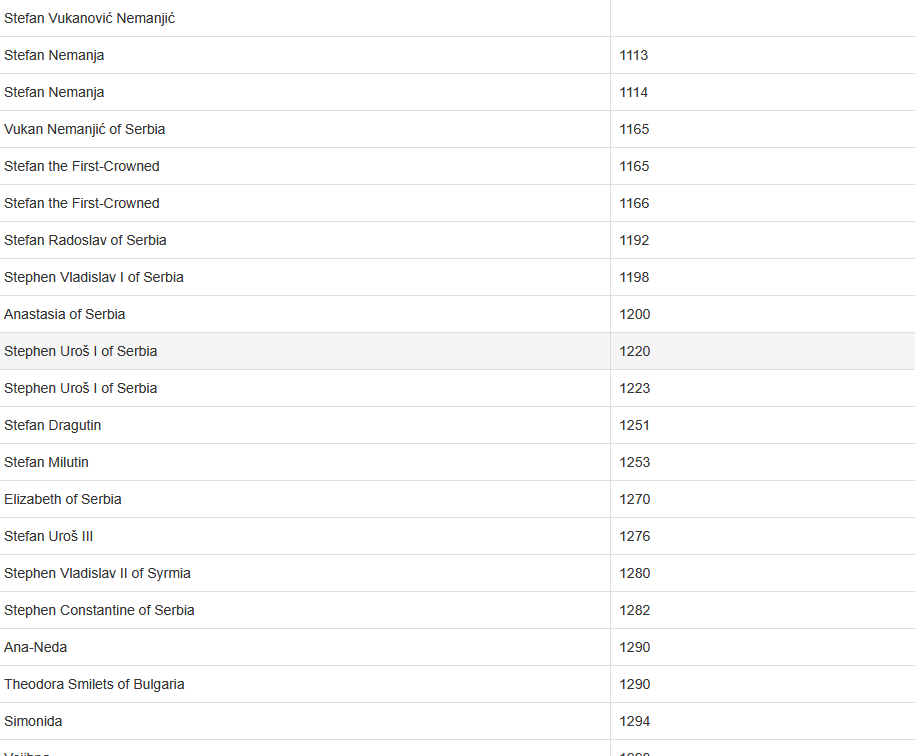 Stefan Vukanović Nemanjić
Stefan Nemanja 1113
Stefan Nemanja 1114
Vukan Nemanjić of Serbia 1165
Stefan the First-Crowned 1165
Stefan the First-Crowned 1166
Stefan Radoslav of Serbia 1192
Stephen Vladislav I of Serbia 1198
Anastasia of Serbia 1200
Stephen Uroš I of Serbia 1220
Stephen Uroš I of Serbia 1223
Stefan Dragutin 1251
Stefan Milutin 1253
Elizabeth of Serbia 1270
Stefan Uroš III 1276
Stephen Vladislav II of Syrmia 1280
Stephen Constantine of Serbia 1282
Ana-Neda 1290
Theodora Smilets of Bulgaria 1290
Simonida 1294